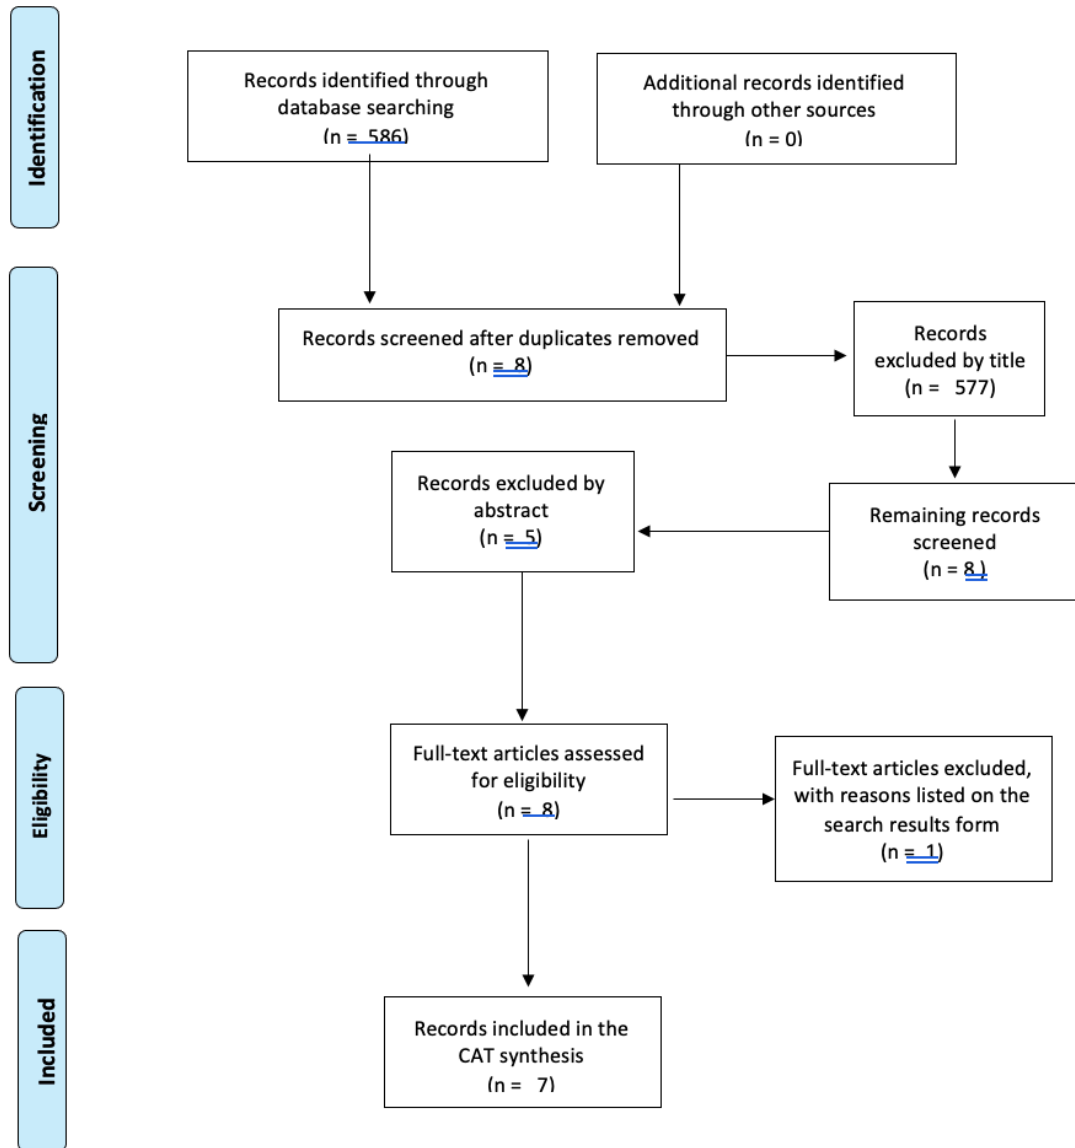 Identification
Records identified through
database searching
(n = 586)
Additional records identified
through other sources
(n = 0)
Screening
Records screened after duplicates removed
(n = 8)
Records
excluded by title
(n = 577)
Records excluded by
abstract
(n = 5)
Remaining records
screened
(n = 8 )
Eligibility
Full-text articles assessed
for eligibility
(n = 8)
Full-text articles excluded,
with reasons listed on the
search results form
(n = 1)
Included
Records included in the
CAT synthesis
(n = 7)